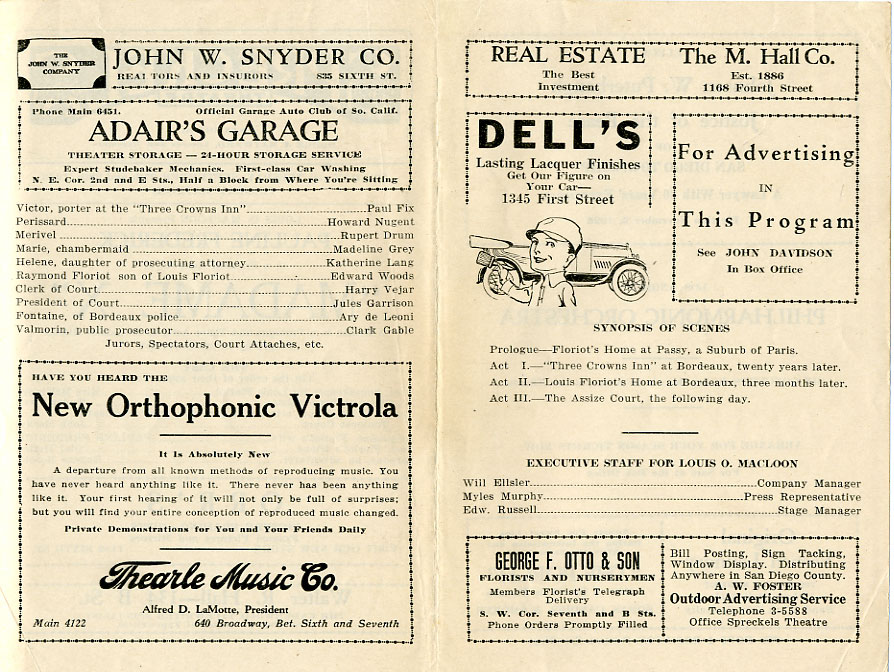 THE
JOHN W. SNYDER
COMPANY
JOHN W. SNYDER CO.
REALTORS AND INSURORS 835 SIXTH ST.
Phone Main 6451. Official Garage Auto Club of So. Calif.
ADAIR'S GARAGE
THEATER STORAGE — 24-HOUR STORAGE SERVICE
Expert Studebaker Mechanics. First-class Car Washing
N. E. Cor. 2nd and E Sts., Half a Block from Where You're Sitting
Victor, porter at the "Three Crowns Inn" Paul Fix
Perissard Howard Nugent
Merivel Rupert Drum
Marie, chambermaid Madeline Grey
Helene, daughter of prosecuting attorney Katherine Lang
Raymond Floriot son of Louis Floriot Edward Woods
Clerk of Court Harry Vejar
President of Court Jules Garrison
Fontaine, of Bordeaux police Ary de Leoni
Valmorin, public prosecutor Clark Gable
Jurors, Spectators, Court Attaches, etc.
HAVE YOU HEARD THE
New Orthophonic Victrola
It Is Absolutely New
A departure from all known methods of reproducing music. You
have never heard anything like it. There never has been anything
like it. Your first hearing of it will not only be full of surprises;
but you will find your entire conception of reproduced music changed.
Private Demonstrations for You and Your Friends Daily
Thearle Music Co.
Alfred D. LaMotte, President
Main 4122 640 Broadway, Bet. Sixth and Seventh
REAL ESTATE The M. Hall Co.
The Best Est. 1886
Investment 1168 Fourth Street
DELL'S
Lasting Lacquer Finishes
Get Our Figure on
Your Car—
1345 First Street
For Advertising
IN
This Program
See JOHN DAVIDSON
In Box Office
SYNOPSIS OF SCENES
Prologue—Floriot's Home at Passy, a Suburb of Paris.
Act I.—"Three Crowns Inn" at Bordeaux, twenty years later.
Act II.—Louis Floriot's Home at Bordeaux, three months later.
Act III.—The Assize Court, the following day.
EXECUTIVE STAFF FOR LOUIS O. MACLOON
Will Ellsler Company Manager
Myles Murphy Press Representative
Edw. Russell Stage Manager
GEORGE F. OTTO & SON
FLORISTS AND NURSERYMEN
Members Florist's Telegraph
Delivery
S. W. Cor. Seventh and B Sts.
Phone Orders Promptly Filled
Bill Posting, Sign Tacking,
Window Display. Distributing
Anywhere in San Diego County.
A. W. FOSTER
Outdoor Advertising Service
Telephone 3-5588
Office Spreckels Theatre